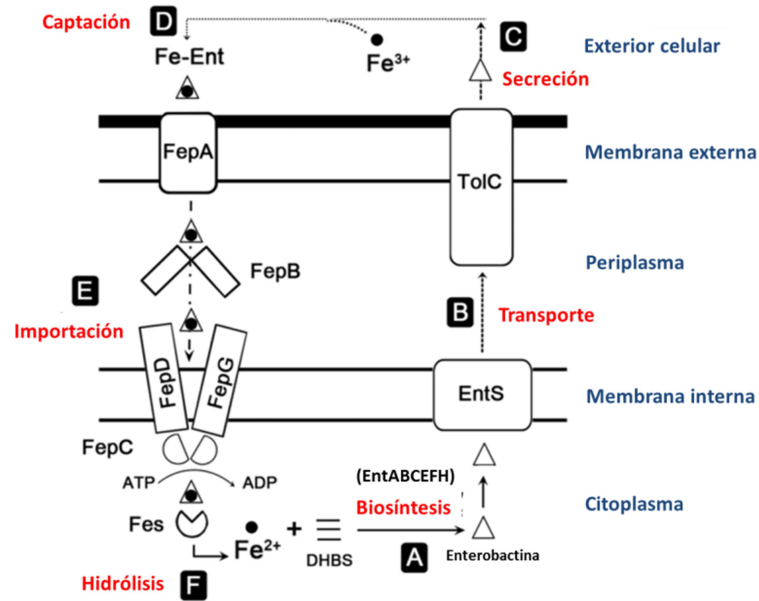 Captación
D
C
Exterior celular
Fe-Ent
Fe³⁺
Secreción
FepA
TolC
Membrana externa
FepB
Periplasma
E
B
Transporte
Importación
FepD
FepG
EntS
Membrana interna
FepC
ATP
ADP
(EntABCEFH)
Biosíntesis
Citoplasma
Fes
Fe²⁺
+
DHBS
A
Enterobactina
Hidrólisis
F